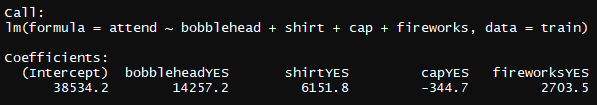 Call:
lm(formula = attend ~ bobblehead + shirt + cap + fireworks, data = train)
Coefficients:
(Intercept) bobbleheadYES shirtYES capYES fireworksYES
38534.2 14257.2 6151.8 -344.7 2703.5